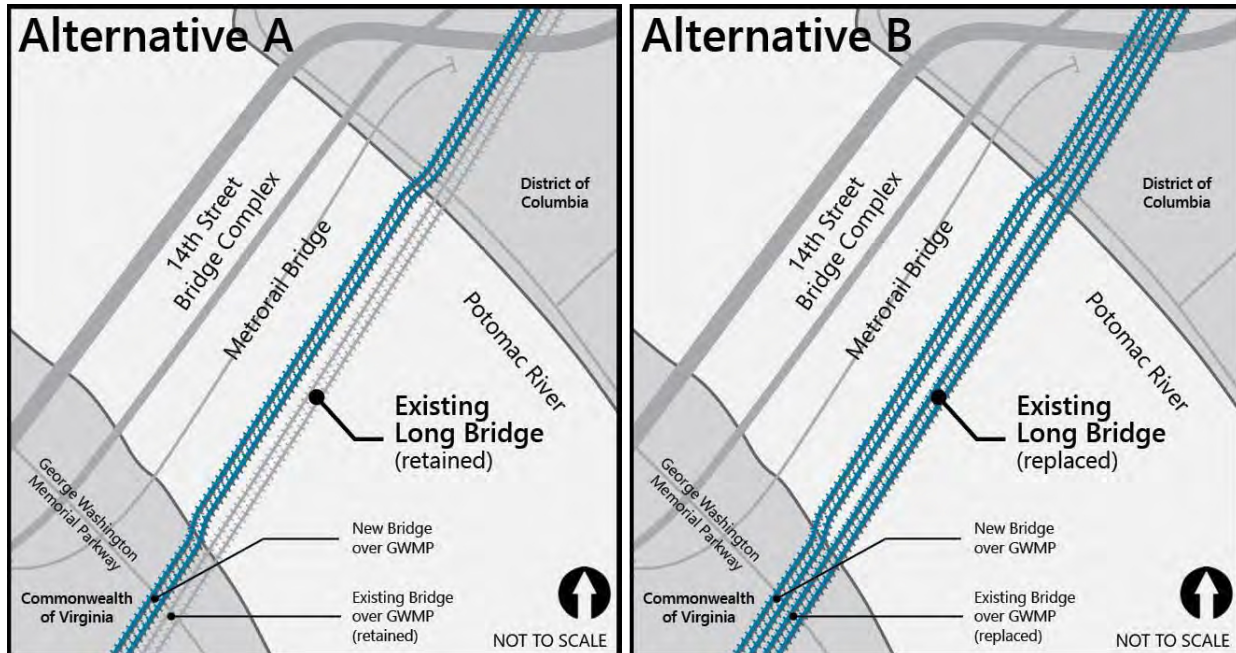 Alternative A
14th Street
Bridge Complex
Metrorail Bridge
District of
Columbia
Potomac River
Existing
Long Bridge
(retained)
George Washington
Memorial Parkway
New Bridge
over GWMP
Commonwealth
of Virginia
Existing Bridge
over GWMP
(retained)
NOT TO SCALE
Alternative B
14th Street
Bridge Complex
Metrorail Bridge
District of
Columbia
Potomac River
Existing
Long Bridge
(replaced)
George Washington
Memorial Parkway
New Bridge
over GWMP
Commonwealth
of Virginia
Existing Bridge
over GWMP
(replaced)
NOT TO SCALE